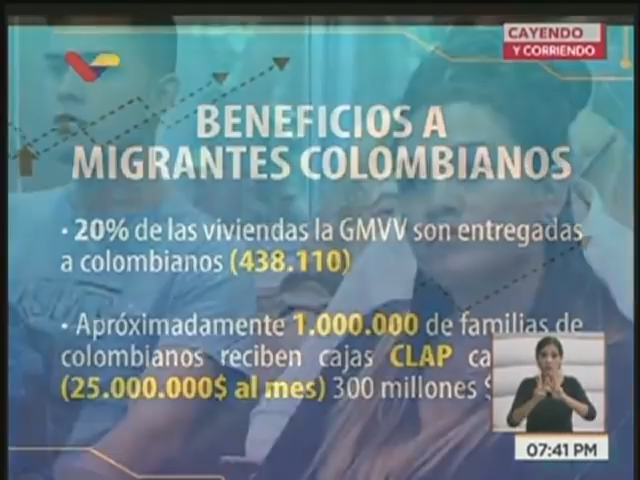 CAYENDO
Y CORRIENDO
BENEFICIOS A
MIGRANTES COLOMBIANOS
· 20% de las viviendas la GMVV son entregadas
a colombianos (438.110)
· Apróximadamente 1.000.000 de familias de
colombianos reciben cajas CLAP
(25.000.000$ al mes) 300 millones
07:41 PM